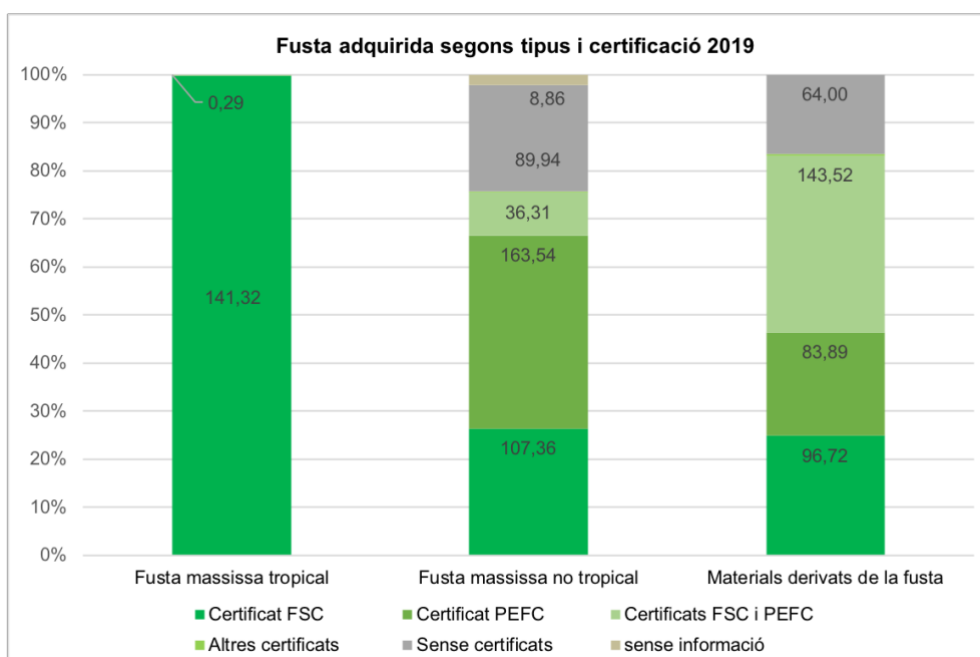 Fusta adquirida segons tipus i certificació 2019
100%
90%
80%
70%
60%
50%
40%
30%
20%
10%
0%
0,29
141,32
8,86
89,94
36,31
163,54
107,36
64,00
143,52
83,89
96,72
Fusta massissa tropical
Fusta massissa no tropical
Materials derivats de la fusta
Certificat FSC
Certificat PEFC
Certificats FSC i PEFC
Altres certificats
Sense certificats
sense informació